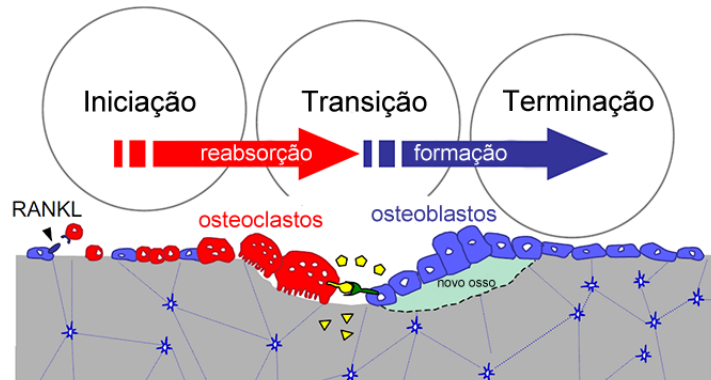 Iniciação
Transição
Terminação
reabsorção
formação
RANKL
osteoclastos
osteoblastos
novo osso